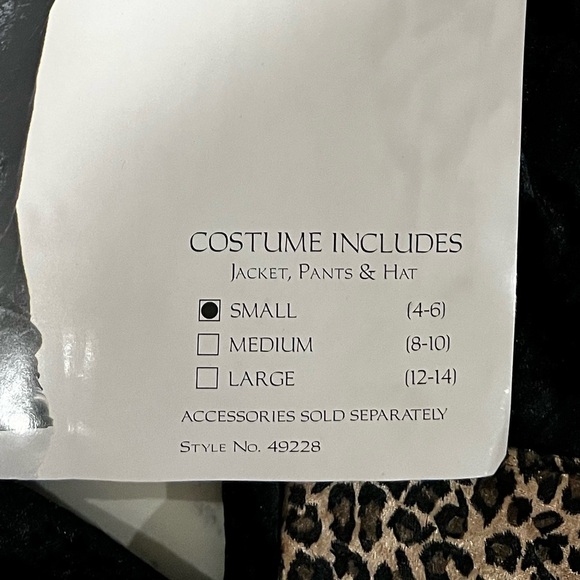 COSTUME INCLUDES
JACKET, PANTS & HAT
SMALL (4-6)
MEDIUM (8-10)
LARGE (12-14)
ACCESSORIES SOLD SEPARATELY
STYLE NO. 49228